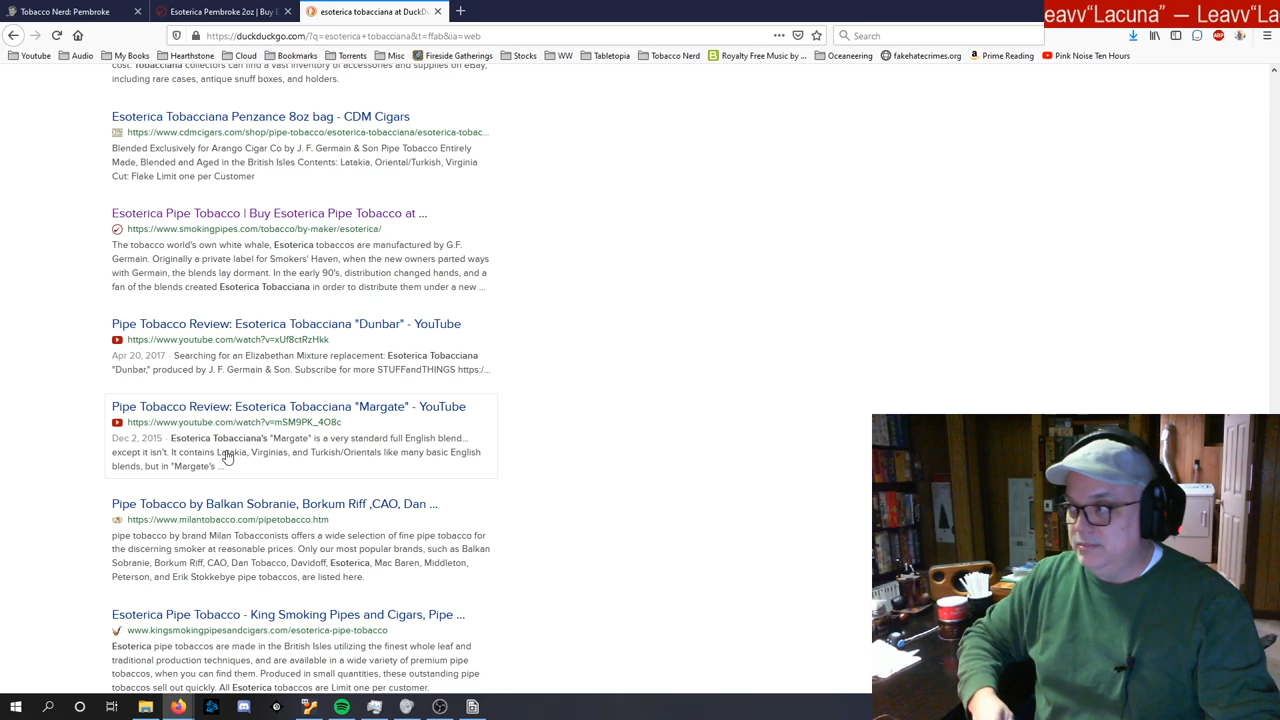 Tobacco Nerd: Pembroke
Esoterica Pembroke 2oz | Buy E
esoterica tobacciana at DuckDu
Leavv“Lacuna” — Leavv“La
https://duckduckgo.com/?q=esoterica+tobacciana&t=ffab&ia=web
Search
Youtube
Audio
My Books
Hearthstone
Cloud
Bookmarks
Torrents
Misc
Fireside Gatherings
Stocks
WW
Tabletopia
Tobacco Nerd
Royalty Free Music by ...
Oceaneering
fakehatecrimes.org
Prime Reading
Pink Noise Ten Hours
cost. Tobacciana collectors can find a vast inventory of accessories and supplies on eBay,
including rare cases, antique snuff boxes, and holders.
Esoterica Tobacciana Penzance 8oz bag - CDM Cigars
https://www.cdmcigars.com/shop/pipe-tobacco/esoterica-tobacciana/esoterica-tobac...
Blended Exclusively for Arango Cigar Co by J. F. Germain & Son Pipe Tobacco Entirely
Made, Blended and Aged in the British Isles Contents: Latakia, Oriental/Turkish, Virginia
Cut: Flake Limit one per Customer
Esoterica Pipe Tobacco | Buy Esoterica Pipe Tobacco at ...
https://www.smokingpipes.com/tobacco/by-maker/esoterica/
The tobacco world's own white whale, Esoterica tobaccos are manufactured by G.F.
Germain. Originally a private label for Smokers' Haven, when the new owners parted ways
with Germain, the blends lay dormant. In the early 90's, distribution changed hands, and a
fan of the blends created Esoterica Tobacciana in order to distribute them under a new ...
Pipe Tobacco Review: Esoterica Tobacciana "Dunbar" - YouTube
https://www.youtube.com/watch?v=xUf8ctRzHkk
Apr 20, 2017 · Searching for an Elizabethan Mixture replacement: Esoterica Tobacciana
"Dunbar," produced by J. F. Germain & Son. Subscribe for more STUFFandTHINGS https:/...
Pipe Tobacco Review: Esoterica Tobacciana "Margate" - YouTube
https://www.youtube.com/watch?v=mSM9PK_4O8c
Dec 2, 2015 · Esoterica Tobacciana's "Margate" is a very standard full English blend...
except it isn't. It contains Latakia, Virginias, and Turkish/Orientals like many basic English
blends, but in "Margate's ...
Pipe Tobacco by Balkan Sobranie, Borkum Riff ,CAO, Dan ...
https://www.milantobacco.com/pipetobacco.htm
pipe tobacco by brand Milan Tobacconists offers a wide selection of fine pipe tobacco for
the discerning smoker at reasonable prices. Only our most popular brands, such as Balkan
Sobranie, Borkum Riff, CAO, Dan Tobacco, Davidoff, Esoterica, Mac Baren, Middleton,
Peterson, and Erik Stokkebye pipe tobaccos, are listed here.
Esoterica Pipe Tobacco - King Smoking Pipes and Cigars, Pipe ...
www.kingsmokingpipesandcigars.com/esoterica-pipe-tobacco
Esoterica pipe tobaccos are made in the British Isles utilizing the finest whole leaf and
traditional production techniques, and are available in a wide variety of premium pipe
tobaccos, when you can find them. Produced in small quantities, these outstanding pipe
tobaccos sell out quickly. All Esoterica tobaccos are Limit one per customer.